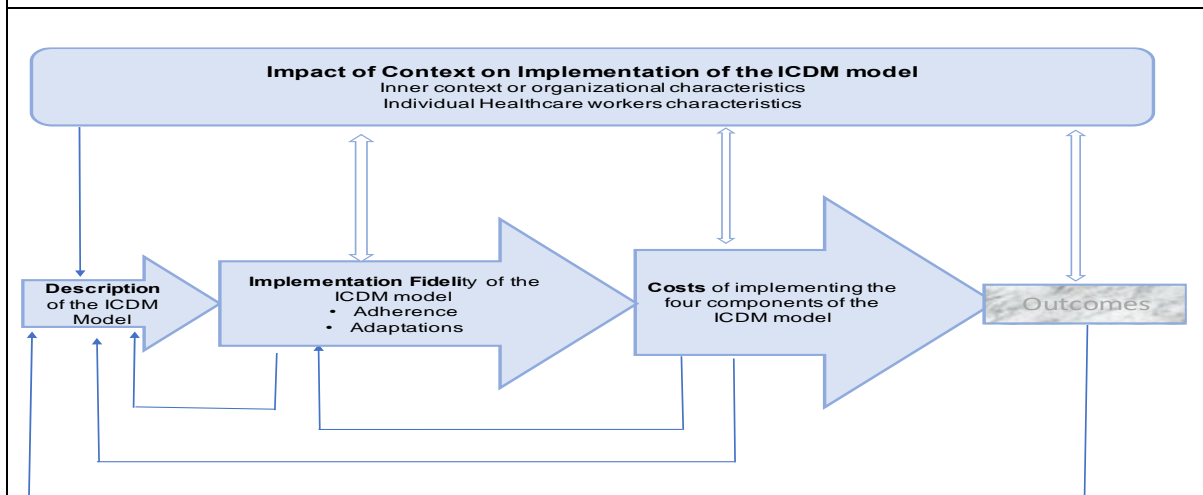 Impact of Context on Implementation of the ICDM model
Inner context or organizational characteristics
Individual Healthcare workers characteristics
Description
of the ICDM
Model
Implementation Fidelity of the
ICDM model
• Adherence
• Adaptations
Costs of implementing the
four components of the
ICDM model
Outcomes